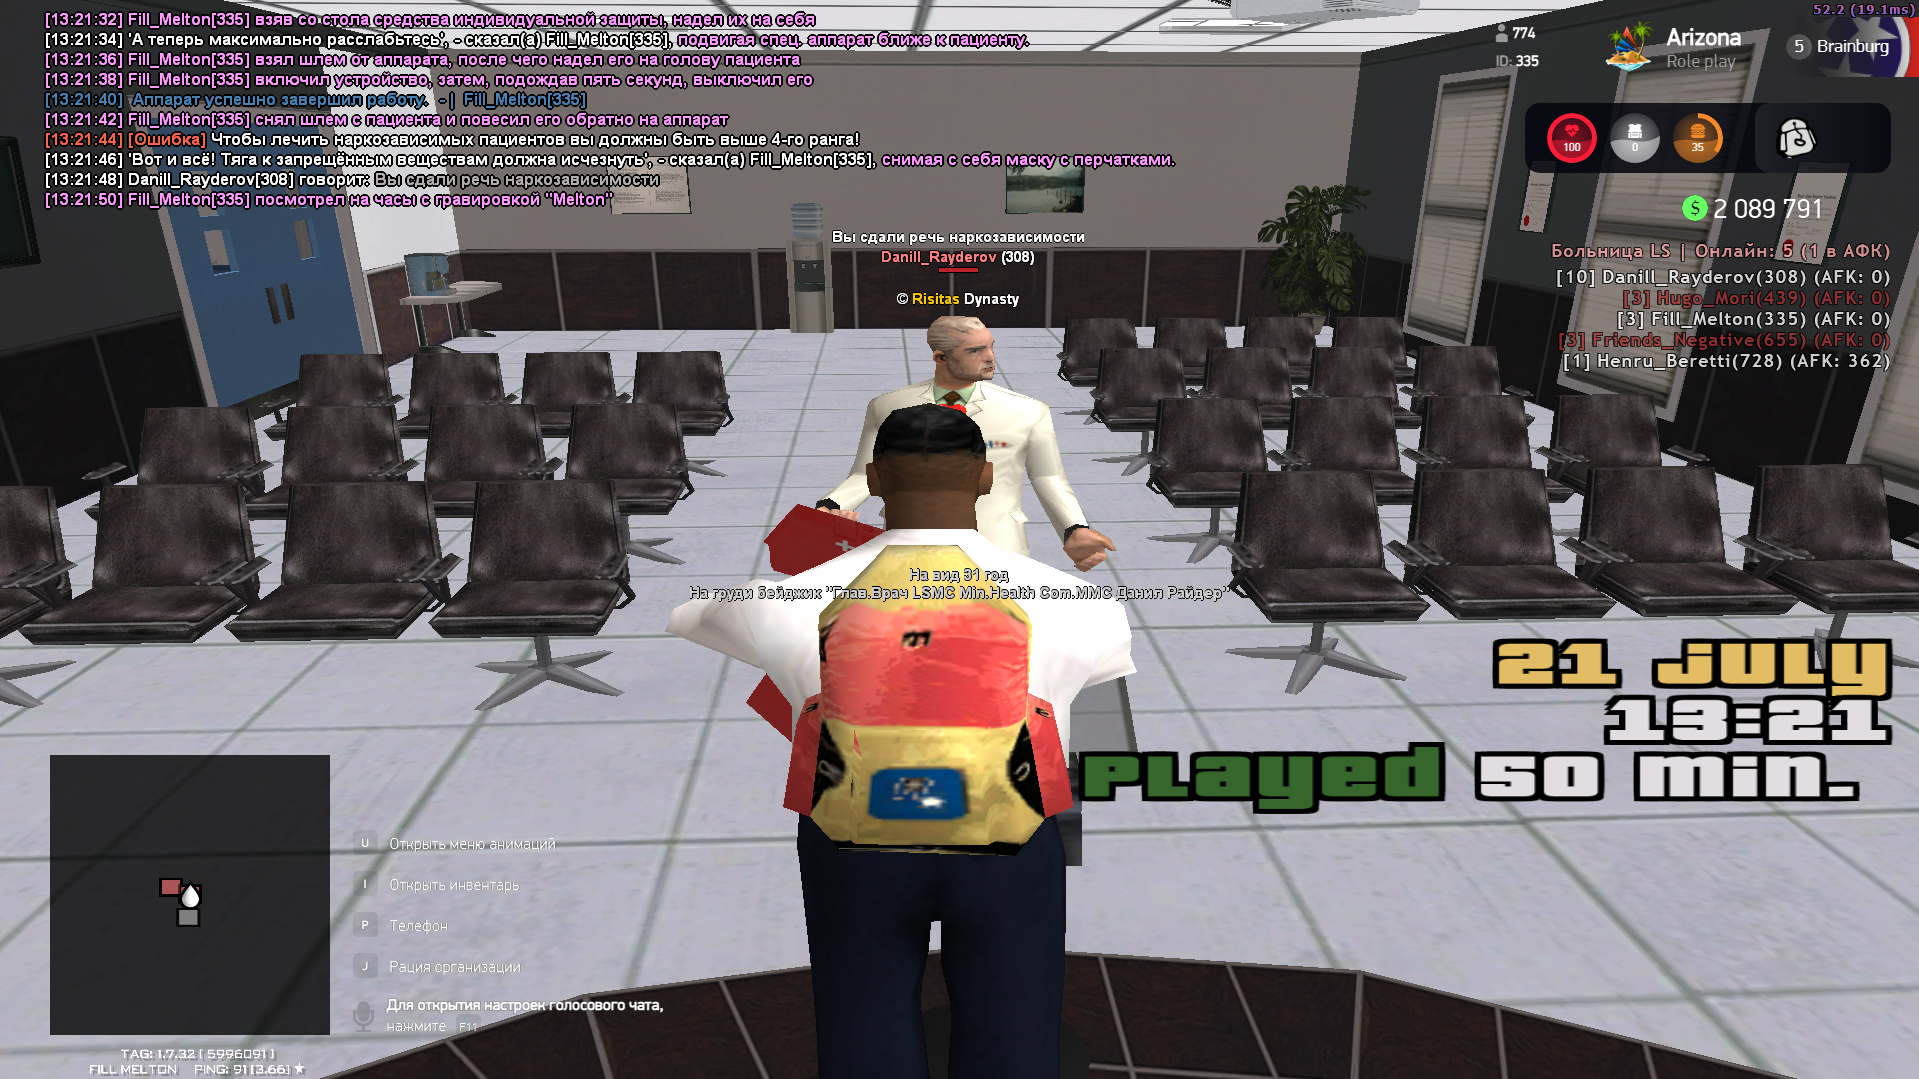 52.2 (19.1ms)
[13:21:32] Fill_Melton[335] взяв со стола средства индивидуальной защиты, надел их на себя
[13:21:34] 'А теперь максимально расслабьтесь', - сказал(а) Fill_Melton[335], подвигая спец. аппарат ближе к пациенту.
[13:21:36] Fill_Melton[335] взял шлем от аппарата, после чего надел его на голову пациента
[13:21:38] Fill_Melton[335] включил устройство, затем, подождав пять секунд, выключил его
[13:21:40] Аппарат успешно завершил работу. - | Fill_Melton[335]
[13:21:42] Fill_Melton[335] снял шлем с пациента и повесил его обратно на аппарат
[13:21:44] [Ошибка] Чтобы лечить наркозависимых пациентов вы должны быть выше 4-го ранга!
[13:21:46] 'Вот и всё! Тяга к запрещённым веществам должна исчезнуть', - сказал(а) Fill_Melton[335], снимая с себя маску с перчатками.
[13:21:48] Danill_Rayderov[308] говорит: Вы сдали речь наркозависимости
[13:21:50] Fill_Melton[335] посмотрел на часы с гравировкой "Melton"
774
ID: 335
Arizona
Role play
5 Brainburg
100
0
35
$ 2 089 791
Больница LS | Онлайн: 5 (1 в АФК)
[10] Danill_Rayderov(308) (AFK: 0)
[3] Hugo_Mori(439) (AFK: 0)
[3] Fill_Melton(335) (AFK: 0)
[3] Friends_Negative(655) (AFK: 0)
[1] Henru_Beretti(728) (AFK: 362)
Вы сдали речь наркозависимости
Danill_Rayderov (308)
© Risitas Dynasty
На вид 31 год
На груди бейджик "Глав.Врач LSMC Min.Health Com.MMC Данил Райдер"
21 July
13:21
Played 50 min.
U Открыть меню анимаций
I Открыть инвентарь
P Телефон
J Рация организации
Для открытия настроек голосового чата,
нажмите F11
TAG: 1.7.32 [ 5996091 ]
FILL MELTON PING: 91 [3.66] ★